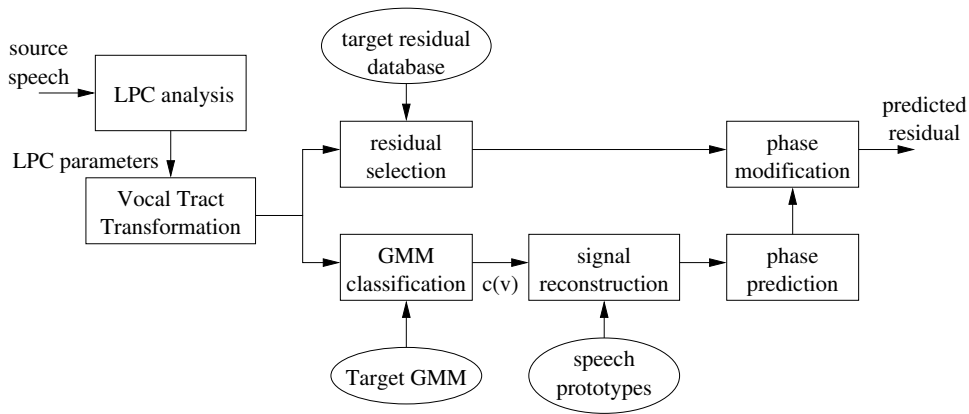 source
speech
LPC analysis
LPC parameters
Vocal Tract
Transformation
target residual
database
residual
selection
GMM
classification
Target GMM
c(v)
signal
reconstruction
speech
prototypes
phase
modification
phase
prediction
predicted
residual